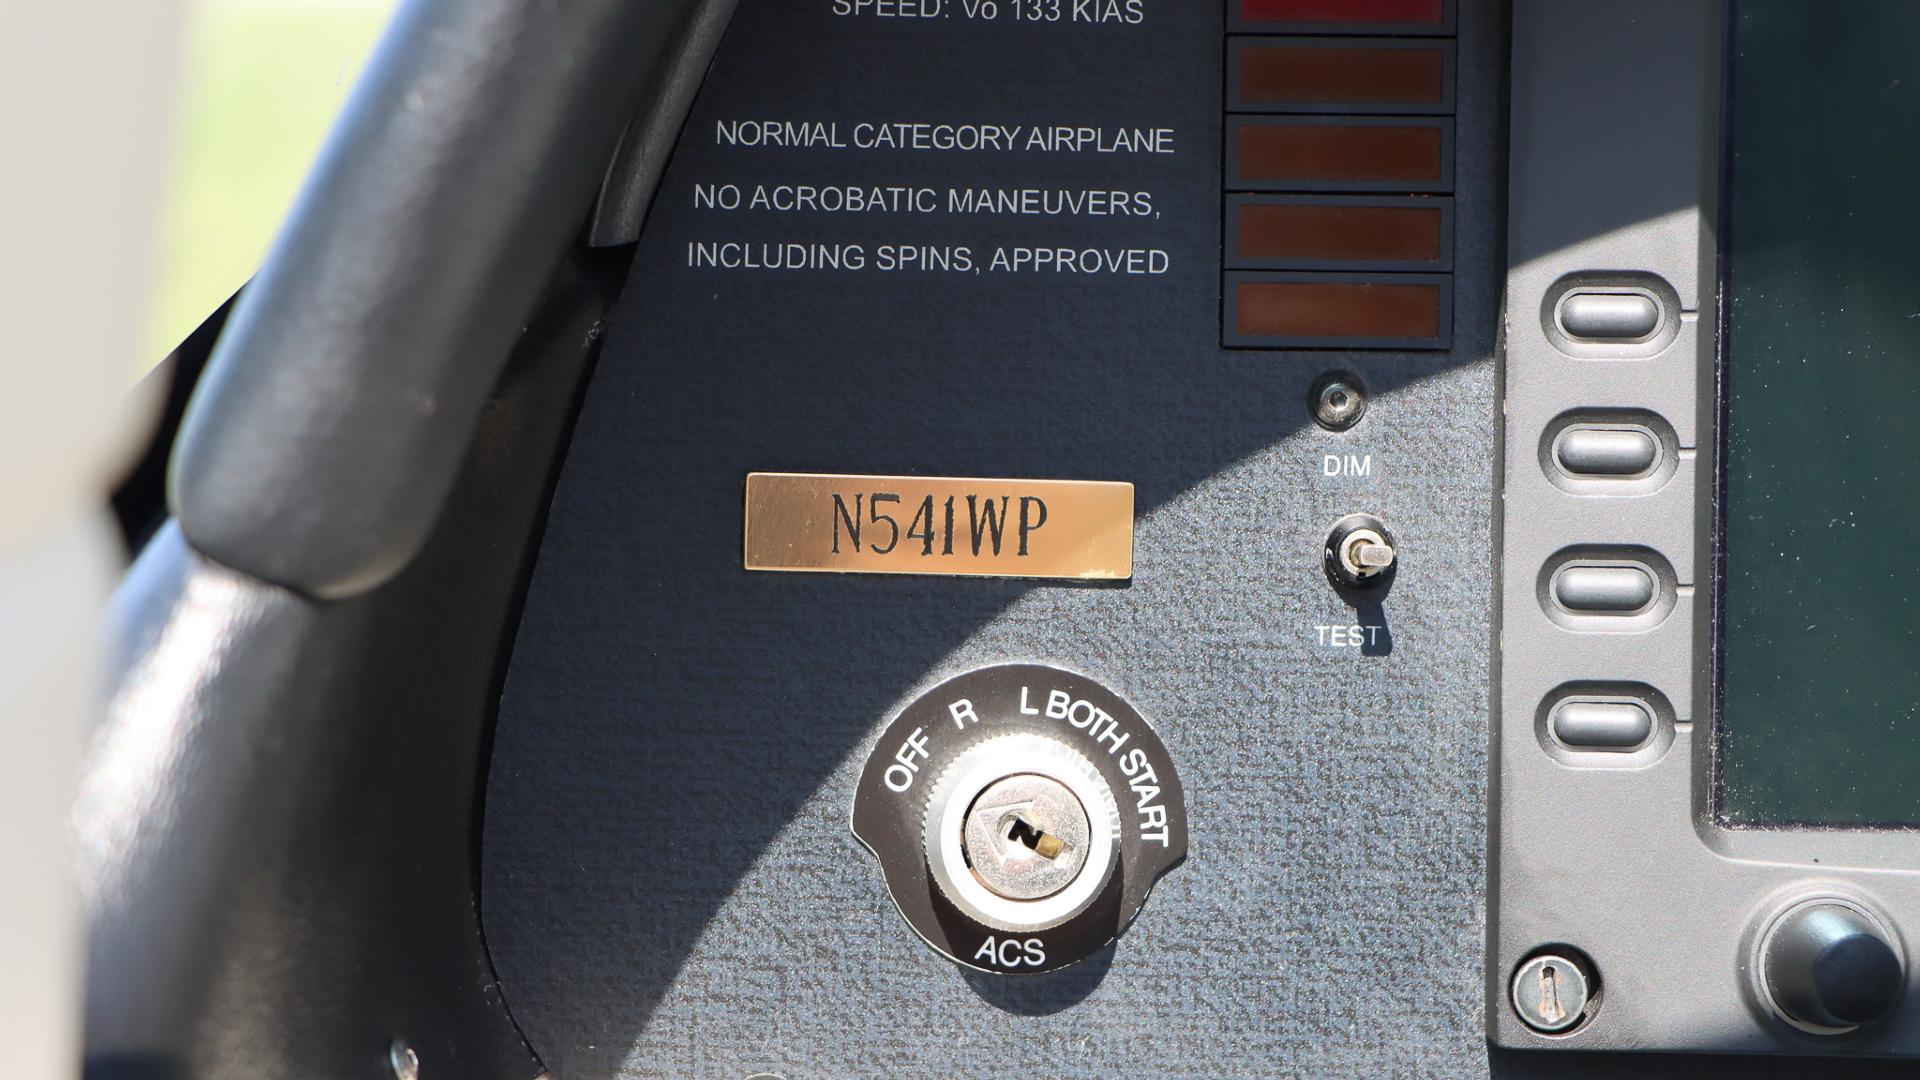 SPEED: Vo 133 KIAS
NORMAL CATEGORY AIRPLANE
NO ACROBATIC MANEUVERS,
INCLUDING SPINS, APPROVED
DIM
N541WP
TEST
OFF R L BOTH START
ACS